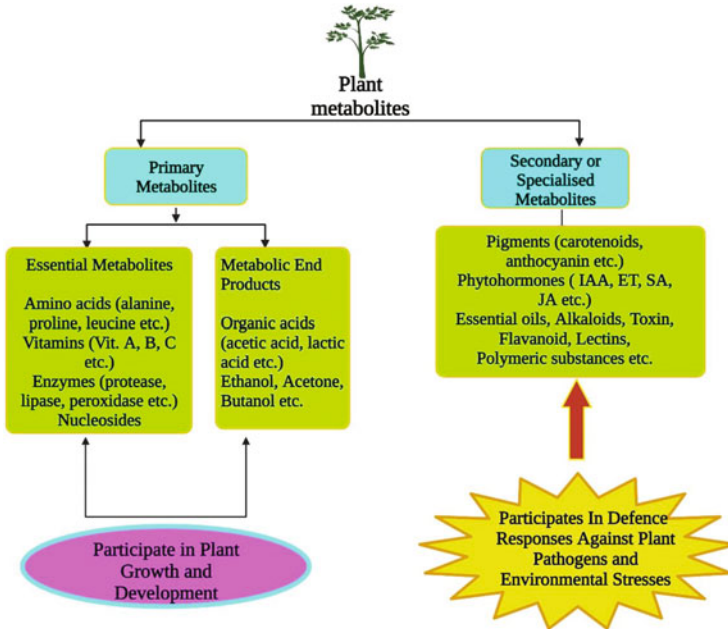 Plant
metabolites
Primary
Metabolites
Secondary or
Specialised
Metabolites
Essential Metabolites
Amino acids (alanine,
proline, leucine etc.)
Vitamins (Vit. A, B, C
etc.)
Enzymes (protease,
lipase, peroxidase etc.)
Nucleosides
Metabolic End
Products
Organic acids
(acetic acid, lactic
acid etc.)
Ethanol, Acetone,
Butanol etc.
Pigments (carotenoids,
anthocyanin etc.)
Phytohormones ( IAA, ET, SA,
JA etc.)
Essential oils, Alkaloids, Toxin,
Flavanoid, Lectins,
Polymeric substances etc.
Participate in Plant
Growth and
Development
Participates In Defence
Responses Against Plant
Pathogens and
Environmental Stresses